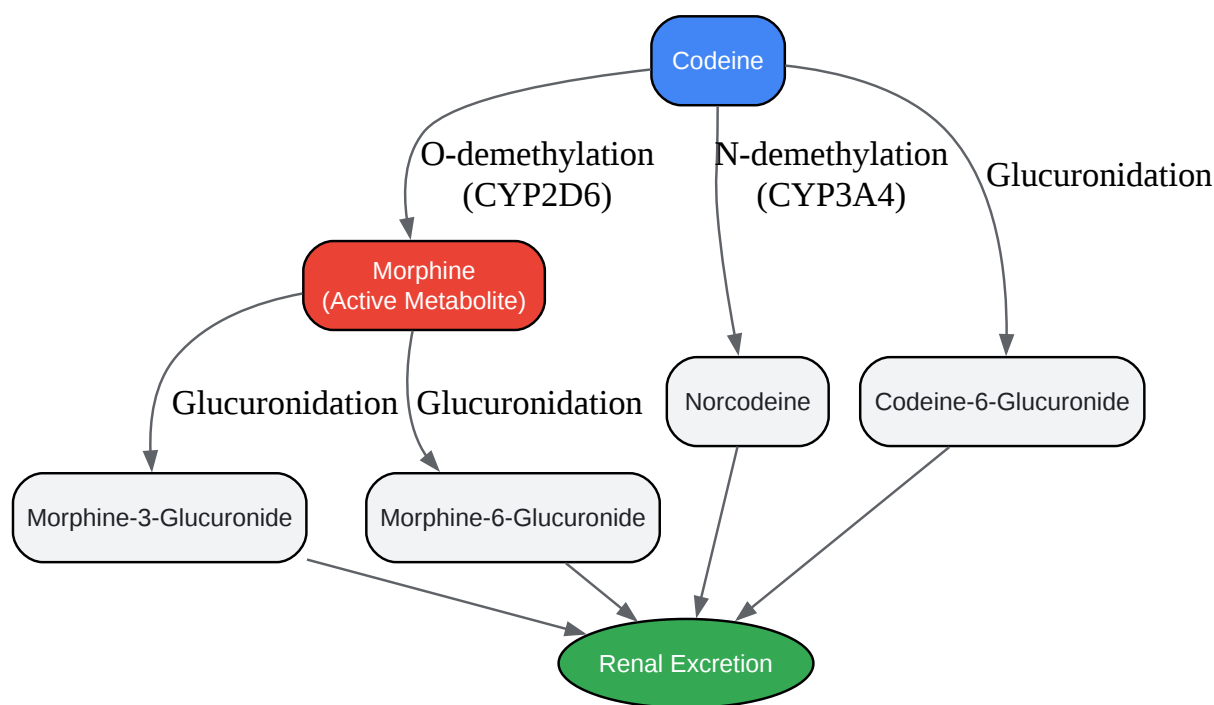 Codeine
O-demethylation
(CYP2D6)
N-demethylation
(CYP3A4)
Glucuronidation
Morphine
(Active Metabolite)
Glucuronidation
Glucuronidation
Norcodeine
Codeine-6-Glucuronide
Morphine-3-Glucuronide
Morphine-6-Glucuronide
Renal Excretion